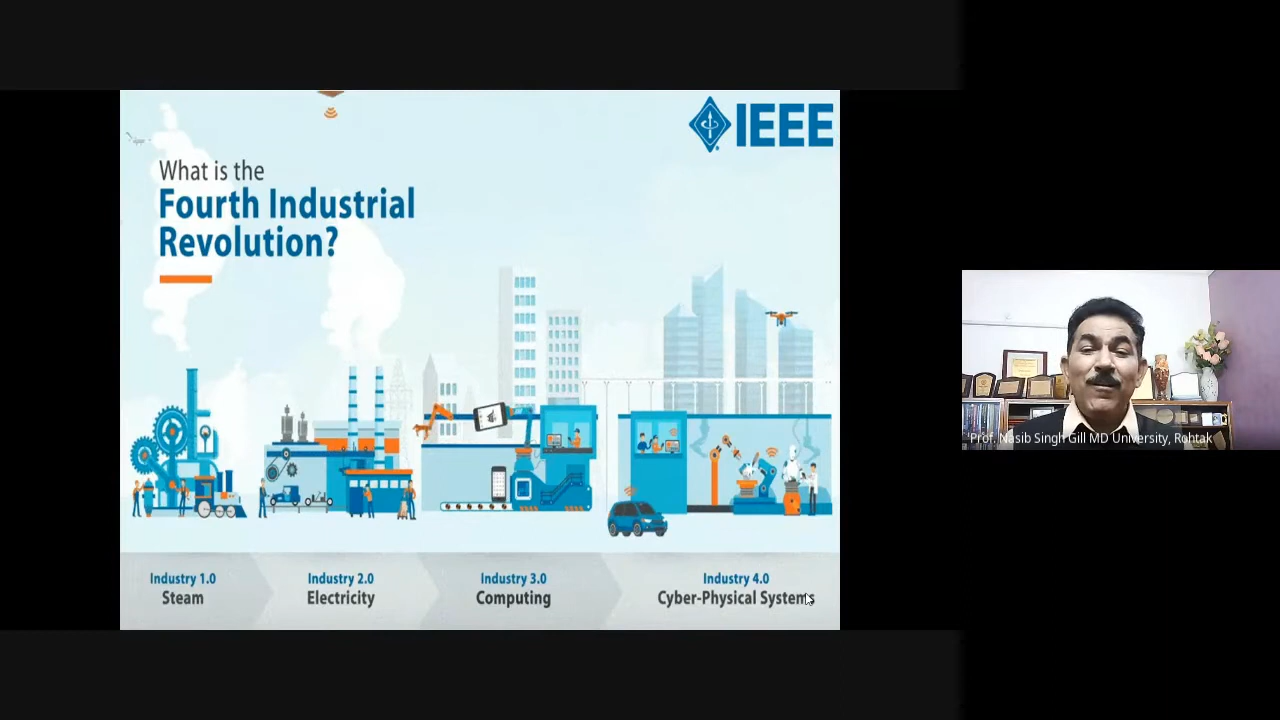 IEEE
What is the
Fourth Industrial
Revolution?
Industry 1.0
Steam
Industry 2.0
Electricity
Industry 3.0
Computing
Industry 4.0
Cyber-Physical Systems
'Prof. Nasib Singh Gill MD University, Rohtak